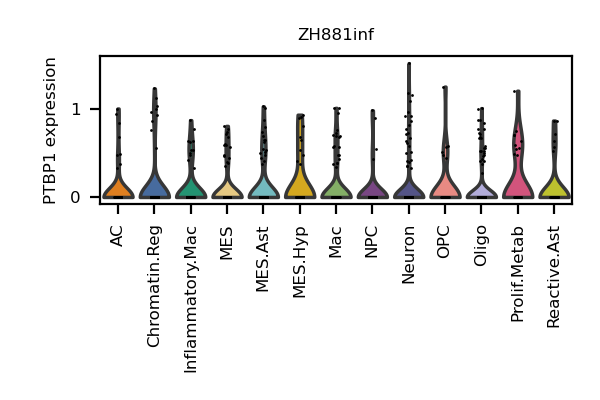 ZH881inf
PTBP1 expression
1
0
AC
Chromatin.Reg
Inflammatory.Mac
MES
MES.Ast
MES.Hyp
Mac
NPC
Neuron
OPC
Oligo
Prolif.Metab
Reactive.Ast